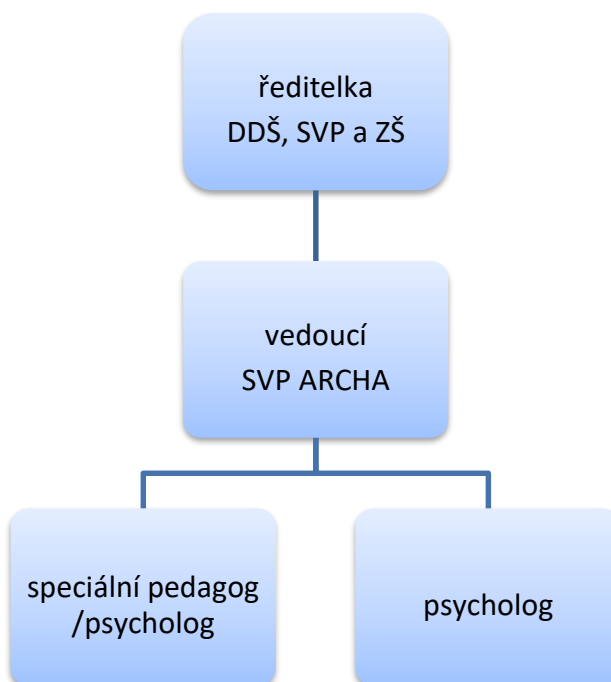 ředitelka
DDŠ, SVP a ZŠ
vedoucí
SVP ARCHA
speciální pedagog
/psycholog
psycholog